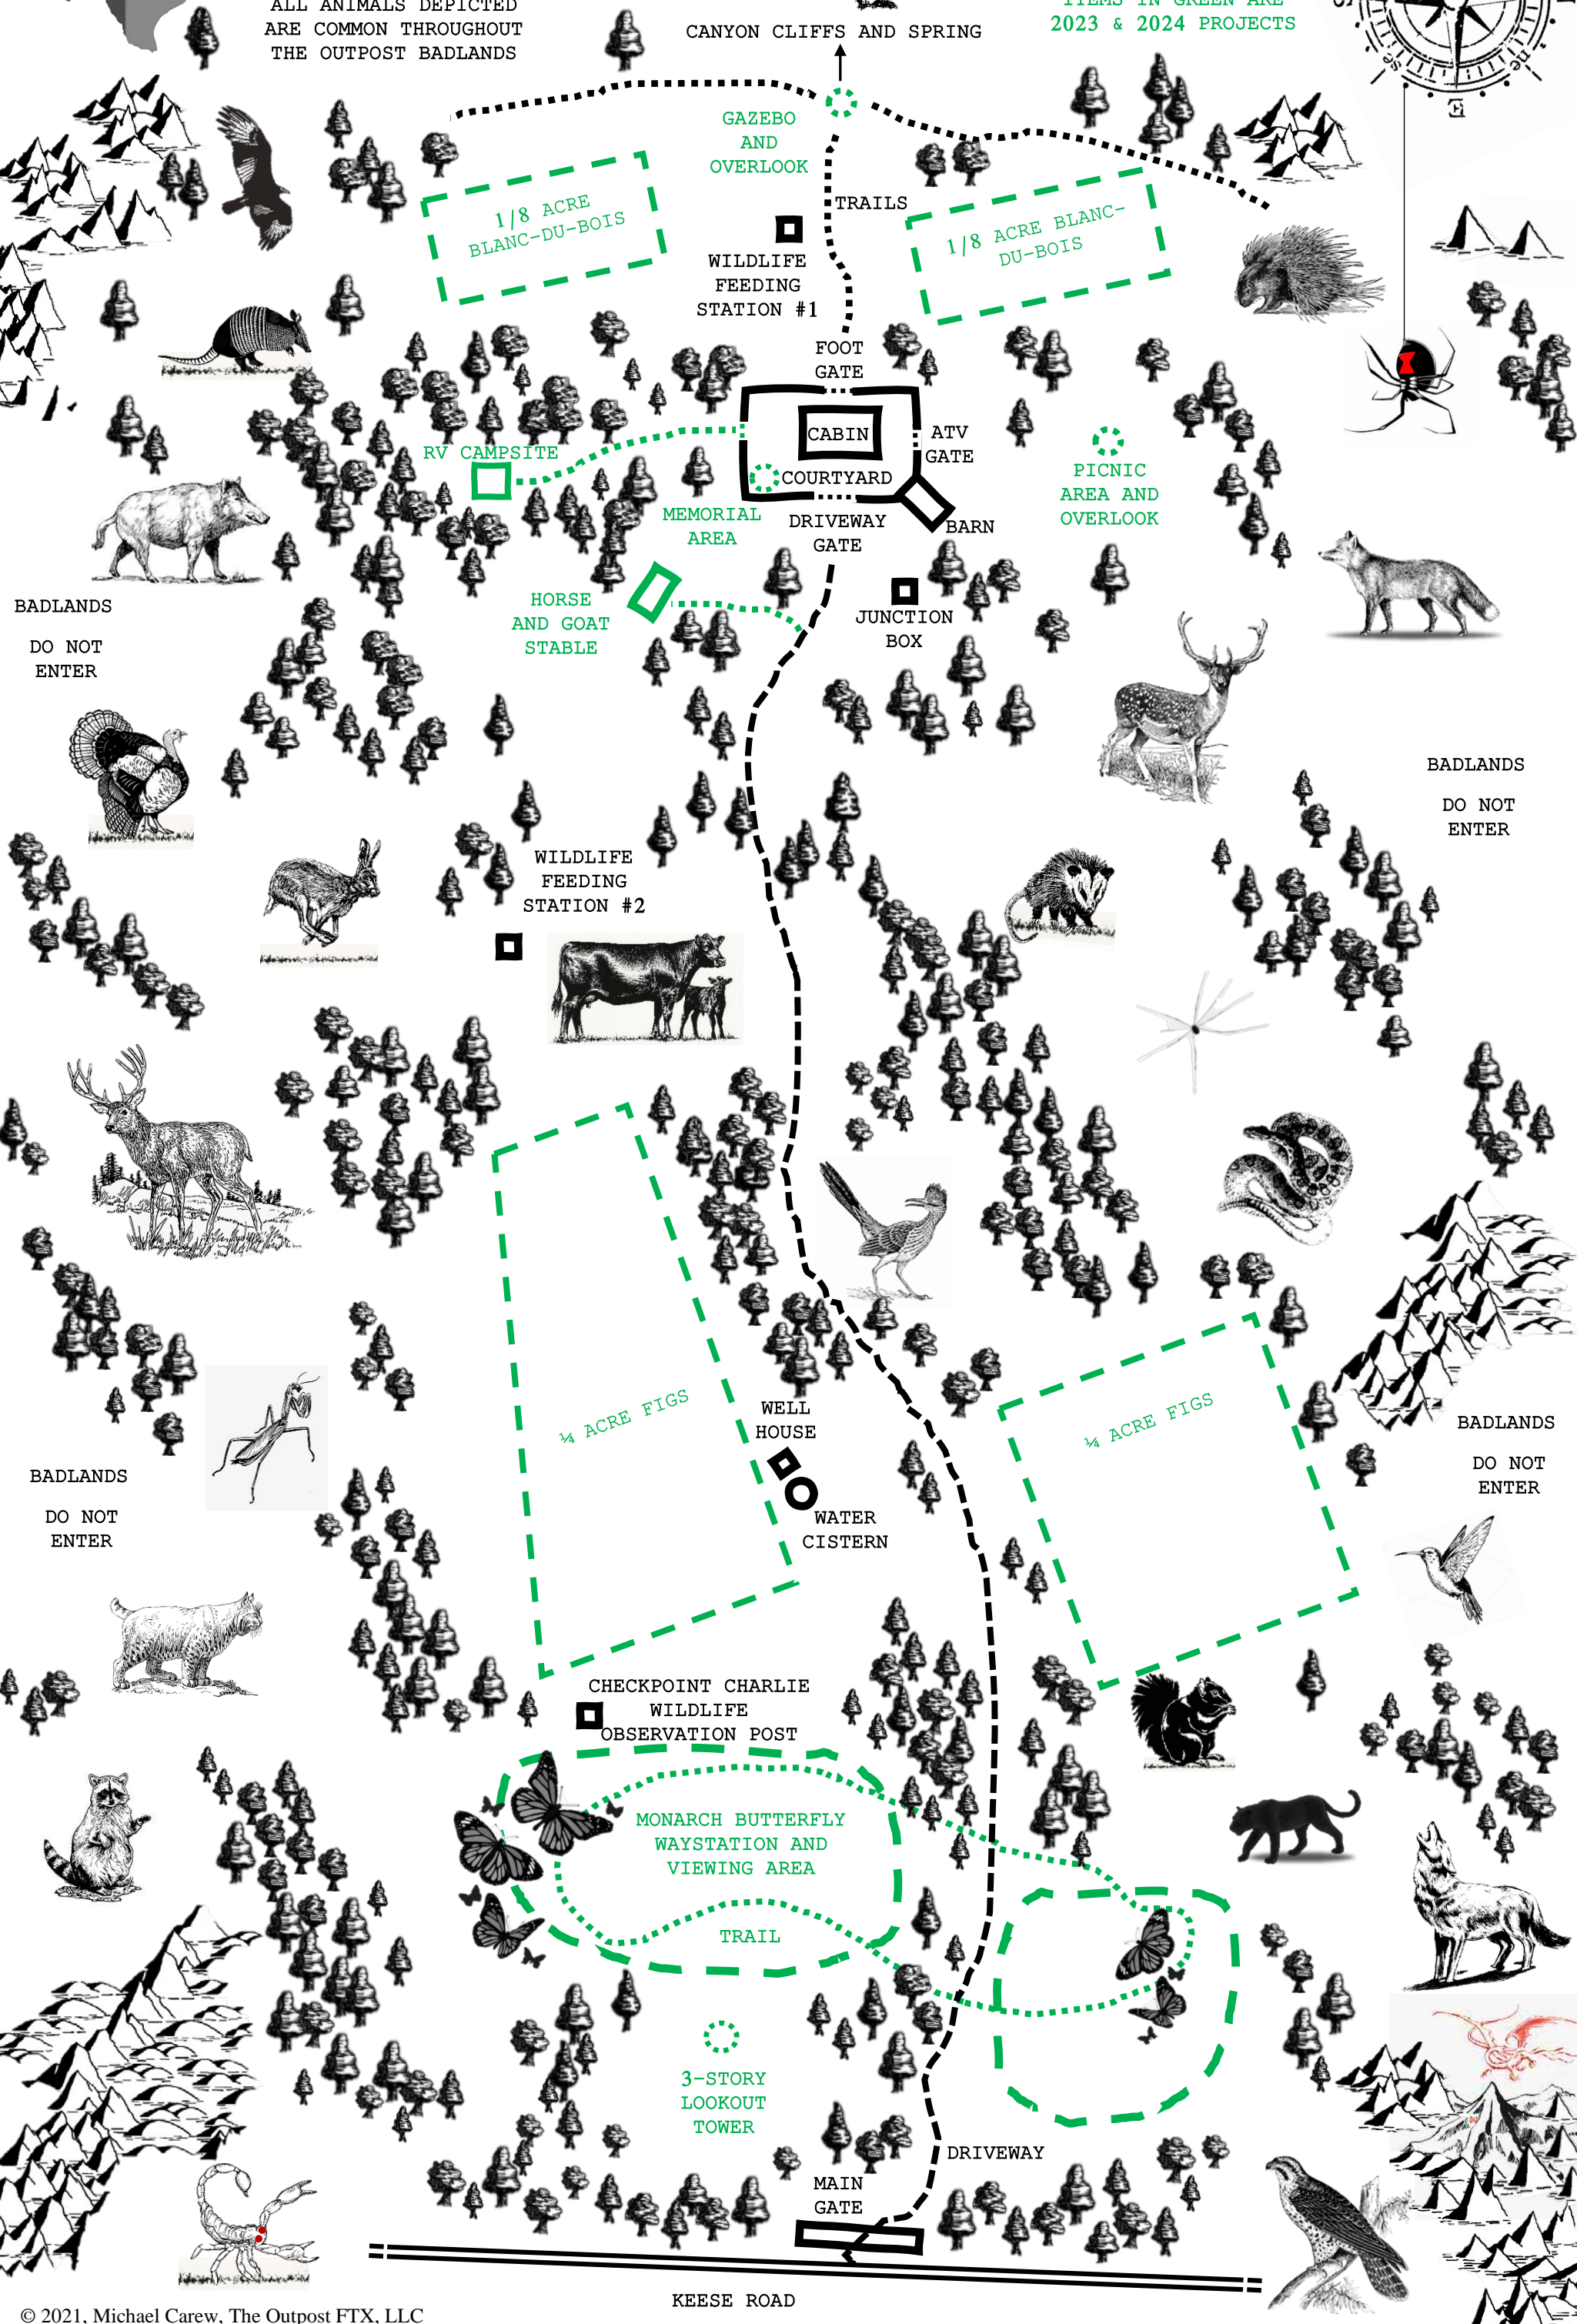 ALL ANIMALS DEPICTED
ARE COMMON THROUGHOUT
THE OUTPOST BADLANDS
CANYON CLIFFS AND SPRING
ITEMS IN GREEN ARE
2023 & 2024 PROJECTS
se
ne
E
GAZEBO
AND
OVERLOOK
TRAILS
1/8 ACRE
BLANC-DU-BOIS
1/8 ACRE BLANC-
DU-BOIS
WILDLIFE
FEEDING
STATION #1
FOOT
GATE
CABIN
ATV
GATE
RV CAMPSITE
COURTYARD
PICNIC
AREA AND
OVERLOOK
MEMORIAL
AREA
DRIVEWAY
GATE
BARN
HORSE
AND GOAT
STABLE
JUNCTION
BOX
BADLANDS
DO NOT
ENTER
BADLANDS
DO NOT
ENTER
WILDLIFE
FEEDING
STATION #2
¼ ACRE FIGS
¼ ACRE FIGS
WELL
HOUSE
WATER
CISTERN
BADLANDS
DO NOT
ENTER
BADLANDS
DO NOT
ENTER
CHECKPOINT CHARLIE
WILDLIFE
OBSERVATION POST
MONARCH BUTTERFLY
WAYSTATION AND
VIEWING AREA
TRAIL
3-STORY
LOOKOUT
TOWER
DRIVEWAY
MAIN
GATE
KEESE ROAD
© 2021, Michael Carew, The Outpost FTX, LLC